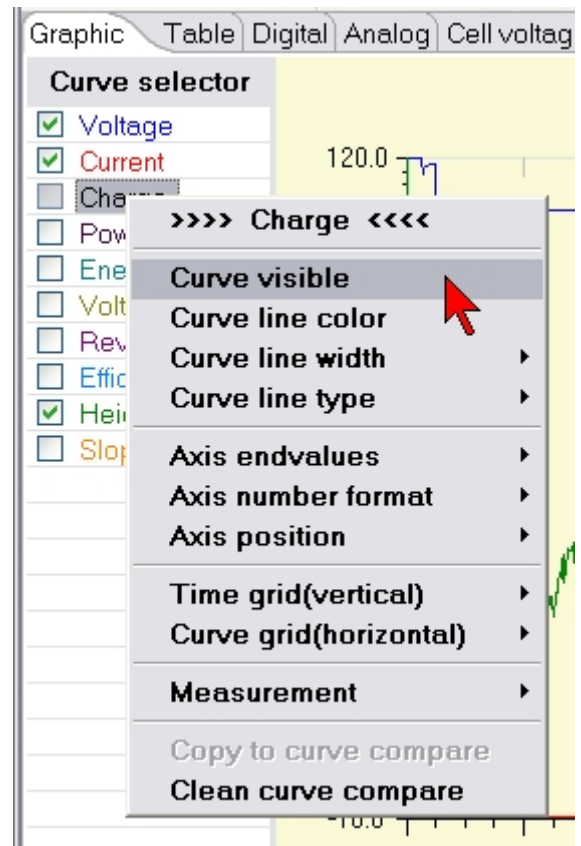 Graphic Table Digital Analog Cell voltag
Curve selector
Voltage
Current
120.0
>>>> Charge <<<<
Pow
Ene
Volt
Rev
Effic
Hei
Slop
Curve visible
Curve line color
Curve line width
Curve line type
Axis endvalues
Axis number format
Axis position
Time grid(vertical)
Curve grid(horizontal)
Measurement
Copy to curve compare
Clean curve compare
-10.0